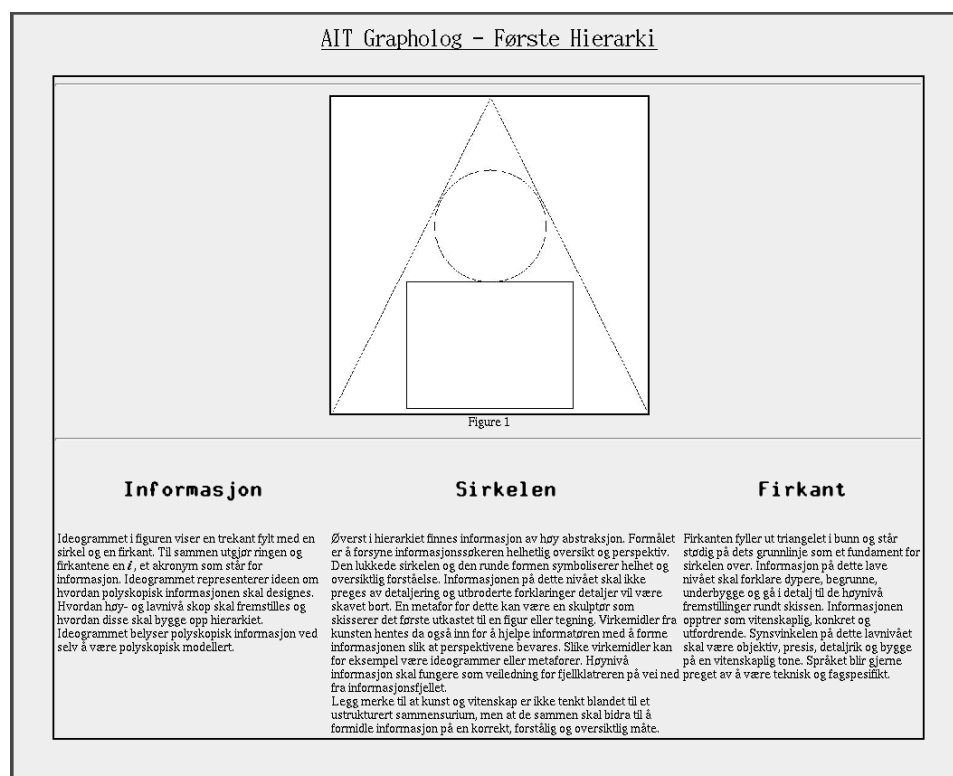 AIT Grapholog - Første Hierarki
Figure 1
Informasjon
Ideogrammet i figuren viser en trekant fylt med en
sirkel og en firkant. Til sammen utgjør ringen og
firkantene en i, et akronym som står for
informasjon. Ideogrammet representerer ideen om
hvordan polyskopisk informasjonen skal designes.
Hvordan høy- og lavnivå skop skal fremstilles og
hvordan disse skal bygge opp hierarkiet.
Ideogrammet belyser polyskopisk informasjon ved
selv å være polyskopisk modellert.
Sirkelen
Øverst i hierarkiet finnes informasjon av høy abstraksjon. Formålet
er å forsyne informasjonssøkeren helhetlig oversikt og perspektiv.
Den lukkede sirkelen og den runde formen symboliserer helhet og
oversiktlig forståelse. Informasjonen på dette nivået skal ikke
preges av detaljering og utbroderte forklaringer detaljer vil være
skavet bort. En metafor for dette kan være en skulptør som
skisserer det første utkastet til en figur eller tegning. Virkemidler fra
kunsten hentes da også inn for å hjelpe informatøren med å forme
informasjonen slik at perspektivene bevares. Slike virkemidler kan
for eksempel være ideogrammer eller metaforer. Høynivå
informasjon skal fungere som veiledning for fjellklatreren på vei ned
fra informasjonsfjellet.
Legg merke til at kunst og vitenskap er ikke tenkt blandet til et
ustrukturert sammensurium, men at de sammen skal bidra til å
formidle informasjon på en korrekt, forstålig og oversiktlig måte.
Firkant
Firkanten fyller ut triangelet i bunn og står
stødig på dets grunnlinje som et fundament for
sirkelen over. Informasjon på dette lave
nivået skal forklare dypere, begrunne,
underbygge og gå i detalj til de høynivå
fremstillinger rundt skissen. Informasjonen
opptrer som vitenskaplig, konkret og
utfordrende. Synsvinkelen på dette lavnivået
skal være objektiv, presis, detaljrik og bygge
på en vitenskaplig tone. Språket blir gjerne
preget av å være teknisk og fagspesifikt.